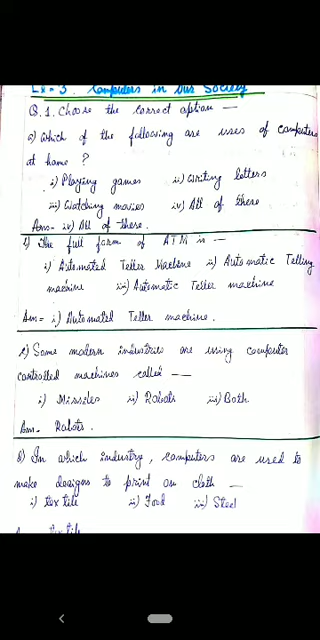 Ls = 3. Computers in our Society
Q.1. Choose the correct option —
a) Which of the following are uses of computers
at home ?
i) Playing games ii) Writing letters
iii) Watching movies iv) All of these
Ans- iv) All of these.
b) The full form of ATM is —
i) Automated Teller Machine ii) Automatic Telling
machine iii) Automatic Teller machine
Ans = i) Automated Teller machine.
c) Some modern industries are using computer
controlled machines called — —
i) Missiles ii) Robots iii) Both
Ans- Robots.
d) In which industry, computers are used to
make designs to print on cloth —
i) textile ii) Food iii) Steel
textile